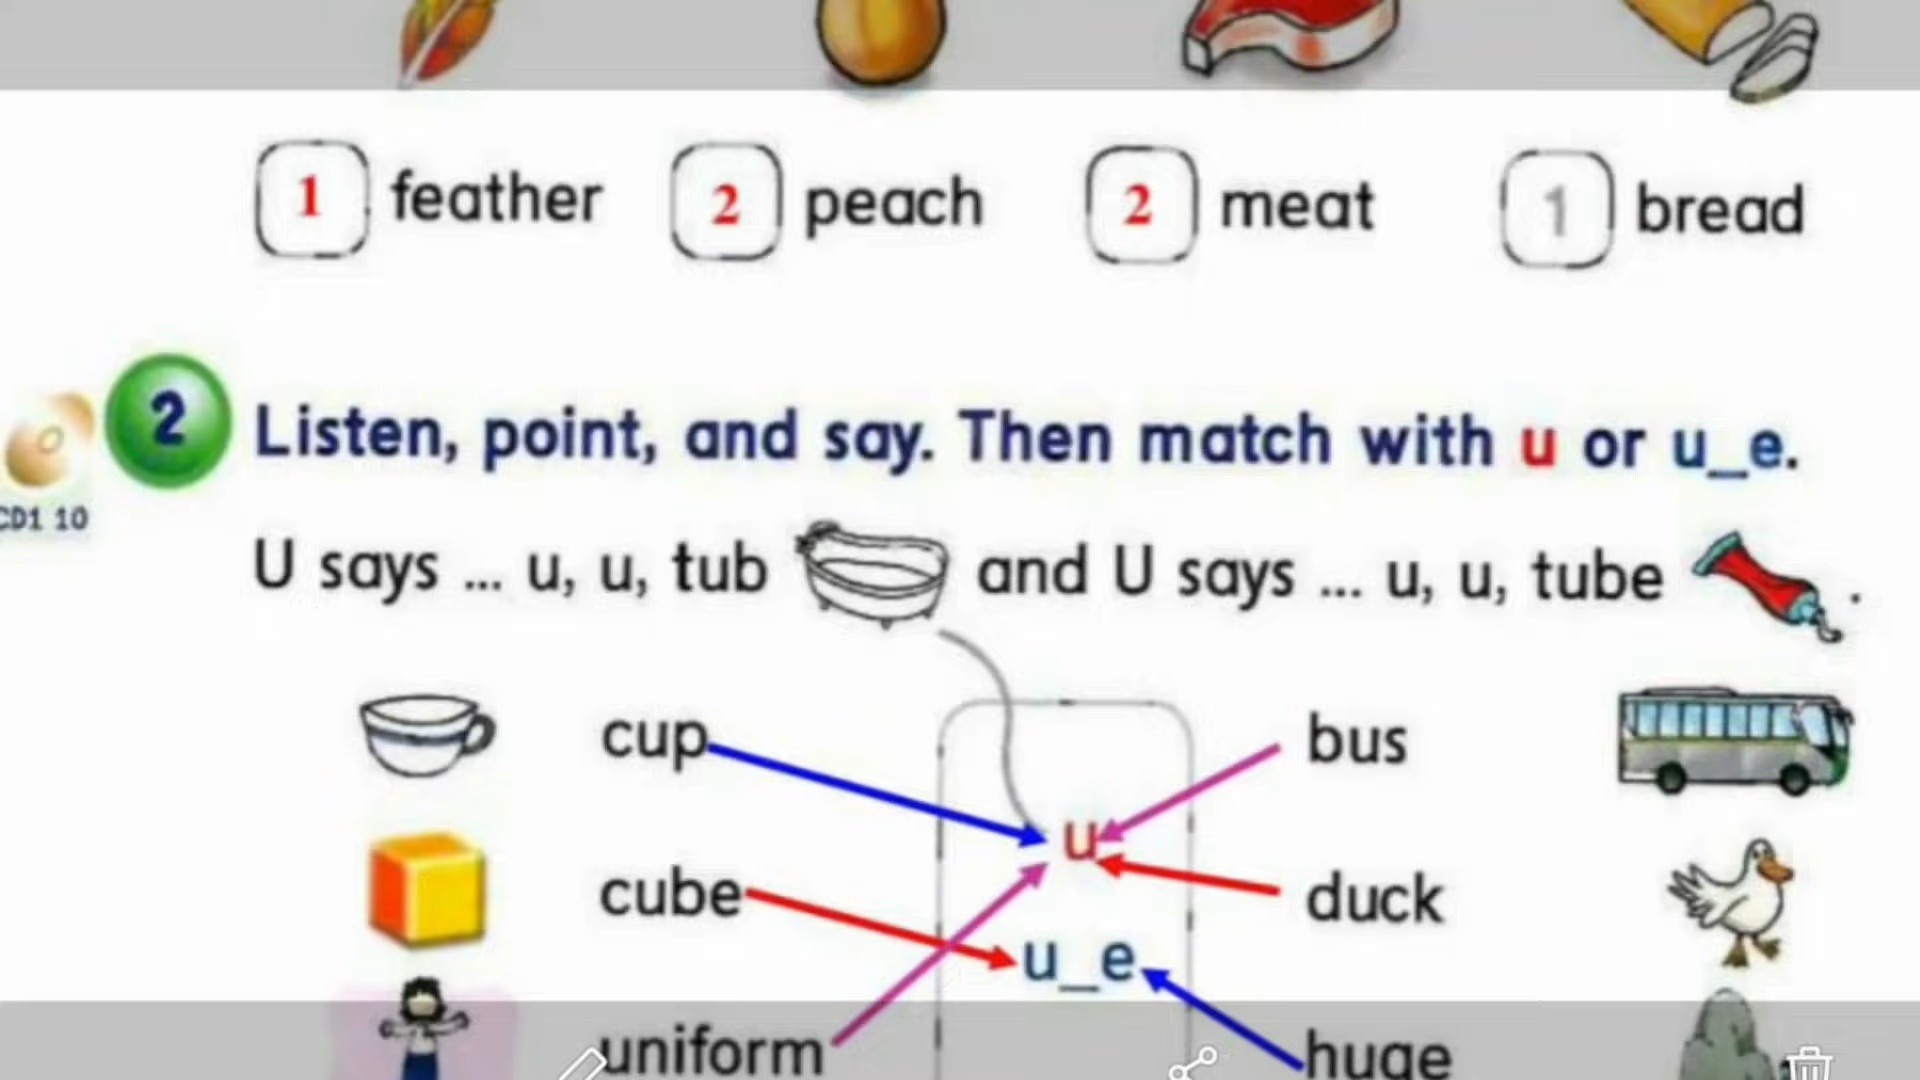 1 feather 2 peach 2 meat 1 bread
2 Listen, point, and say. Then match with u or u_e.
CD1 10
U says ... u, u, tub and U says ... u, u, tube .
cup bus
u
cube duck
u_e
uniform huge